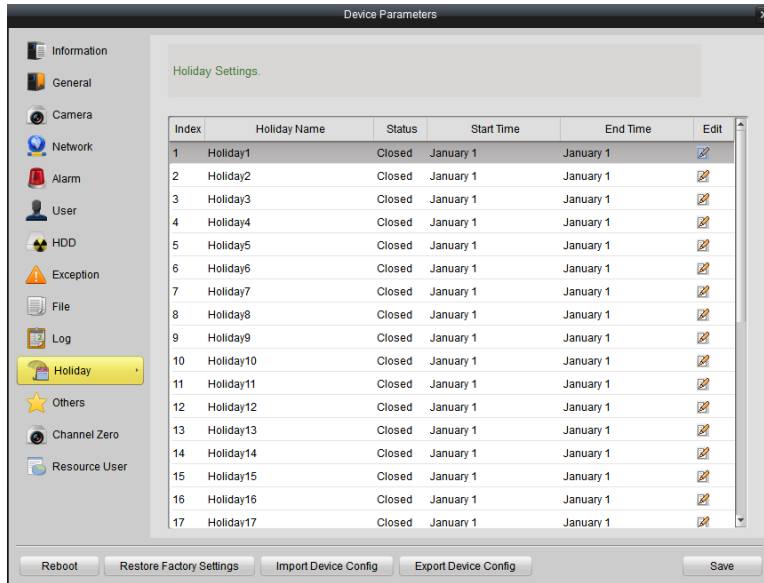 Device Parameters
Information
General
Camera
Network
Alarm
User
HDD
Exception
File
Log
Holiday
Others
Channel Zero
Resource User
Holiday Settings.
Index Holiday Name Status Start Time End Time Edit
1 Holiday1 Closed January 1 January 1
2 Holiday2 Closed January 1 January 1
3 Holiday3 Closed January 1 January 1
4 Holiday4 Closed January 1 January 1
5 Holiday5 Closed January 1 January 1
6 Holiday6 Closed January 1 January 1
7 Holiday7 Closed January 1 January 1
8 Holiday8 Closed January 1 January 1
9 Holiday9 Closed January 1 January 1
10 Holiday10 Closed January 1 January 1
11 Holiday11 Closed January 1 January 1
12 Holiday12 Closed January 1 January 1
13 Holiday13 Closed January 1 January 1
14 Holiday14 Closed January 1 January 1
15 Holiday15 Closed January 1 January 1
16 Holiday16 Closed January 1 January 1
17 Holiday17 Closed January 1 January 1
Reboot Restore Factory Settings Import Device Config Export Device Config Save